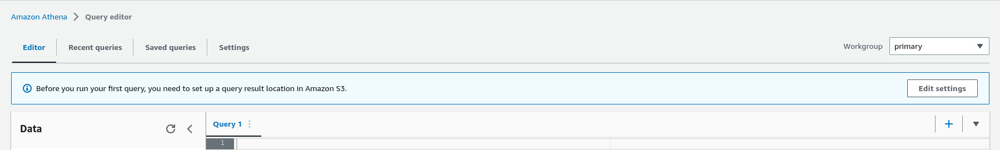 Amazon Athena > Query editor
Editor Recent queries Saved queries Settings Workgroup primary
Before you run your first query, you need to set up a query result location in Amazon S3. Edit settings
Data Query 1
1